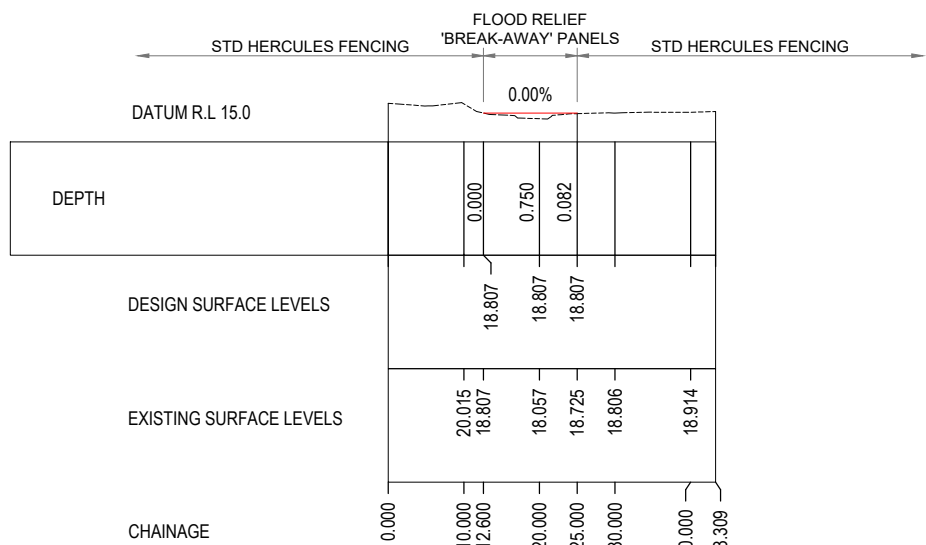 FLOOD RELIEF
'BREAK-AWAY' PANELS
STD HERCULES FENCING
STD HERCULES FENCING
0.00%
DATUM R.L 15.0
DEPTH
0.000
0.750
0.082
DESIGN SURFACE LEVELS
18.807
18.807
18.807
EXISTING SURFACE LEVELS
20.015
18.807
18.057
18.725
18.806
18.914
CHAINAGE
0.000
10.000
12.600
20.000
25.000